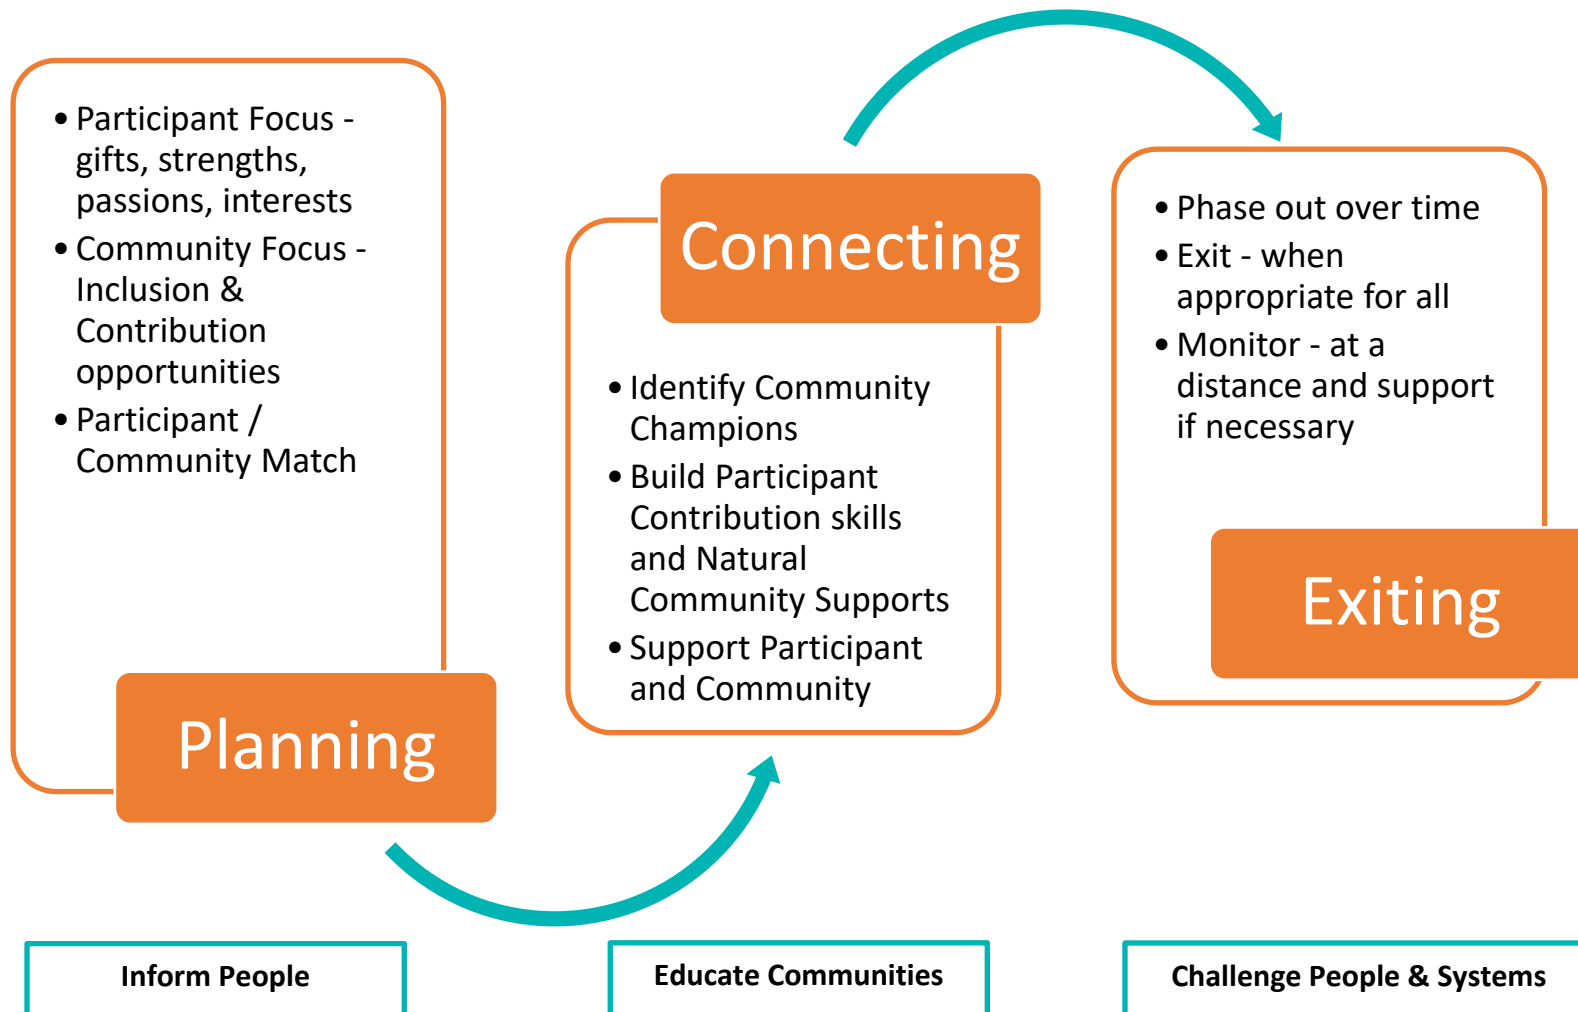 • Participant Focus -
gifts, strengths,
passions, interests
• Community Focus -
Inclusion &
Contribution
opportunities
• Participant /
Community Match
Planning
Connecting
• Identify Community
Champions
• Build Participant
Contribution skills
and Natural
Community Supports
• Support Participant
and Community
• Phase out over time
• Exit - when
appropriate for all
• Monitor - at a
distance and support
if necessary
Exiting
Inform People
Educate Communities
Challenge People & Systems